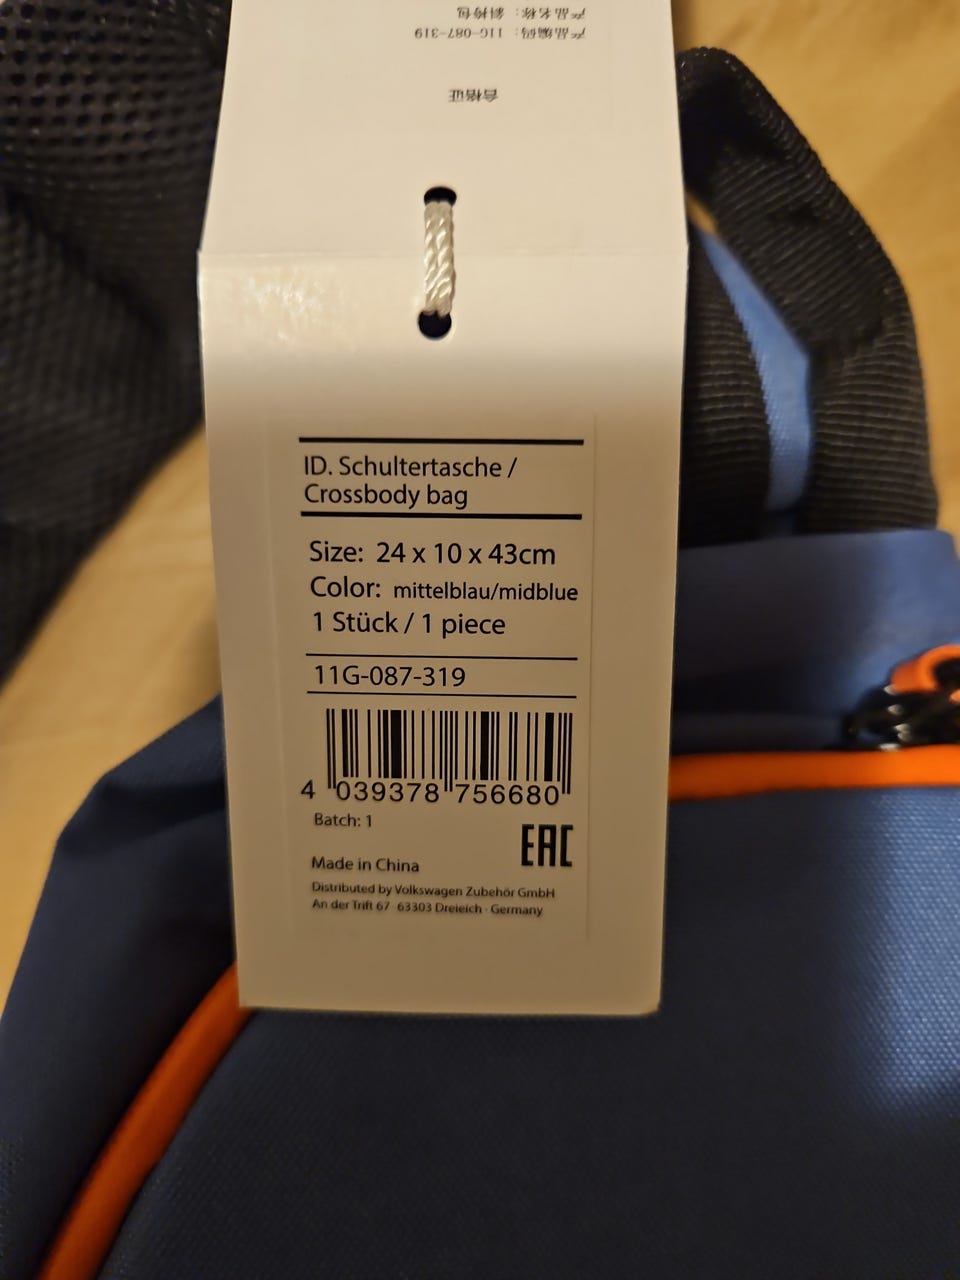 合格证
产品编码: 11G-087-319
产品名称: 斜挎包
ID. Schultertasche /
Crossbody bag
Size: 24 x 10 x 43cm
Color: mittelblau/midblue
1 Stück / 1 piece
11G-087-319
4 039378 756680
Batch: 1
EAC
Made in China
Distributed by Volkswagen Zubehör GmbH
An der Trift 67 · 63303 Dreieich · Germany